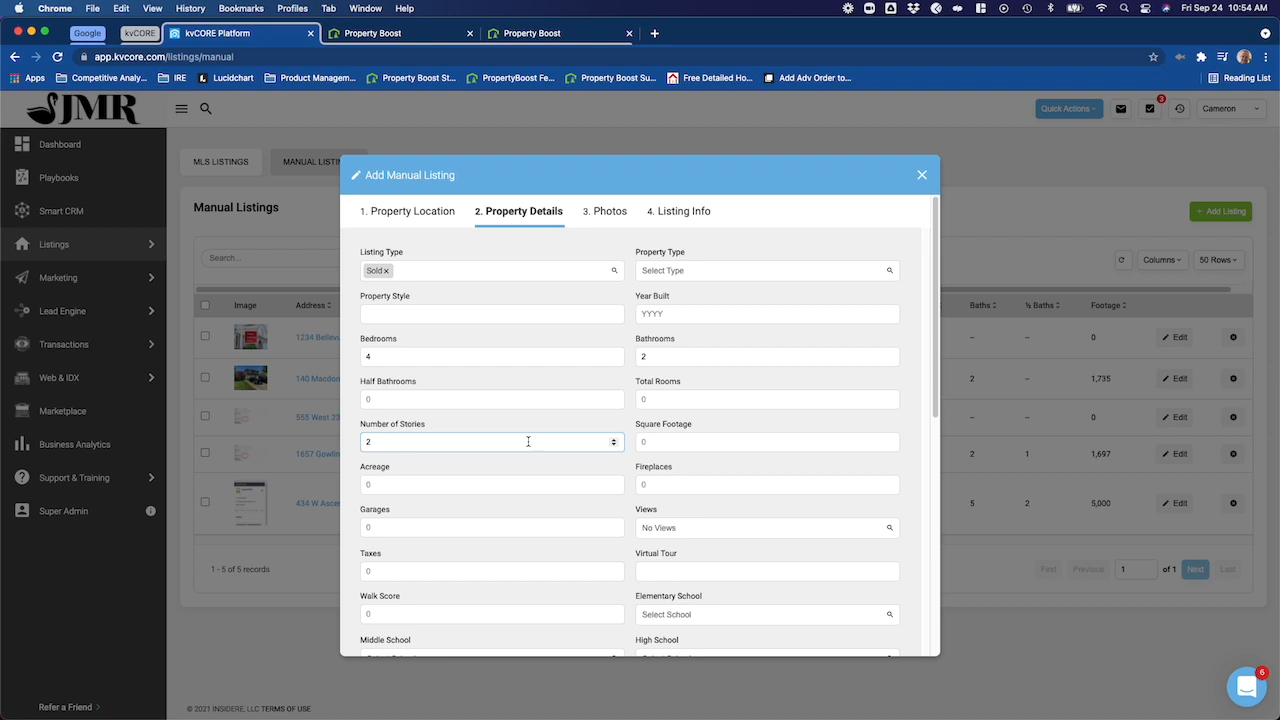 Chrome File Edit View History Bookmarks Profiles Tab Window Help Fri Sep 24 10:54 AM
Google kvCORE kvCORE Platform Property Boost Property Boost
app.kvcore.com/listings/manual
Apps Competitive Analy... IRE Lucidchart Product Managem... Property Boost St... PropertyBoost IM... Property Boost Su... Free Detailed Ho... Add Adv Order to... Reading List
JMR Quick Actions 3 Cameron
Dashboard
Playbooks
Smart CRM
Listings
Marketing
Lead Engine
Transactions
Web & IDX
Marketplace
Business Analytics
Support & Training
Super Admin
Refer a Friend
MLS LISTINGS MANUAL LISTIN
Manual Listings + Add Listing
Search... Columns 50 Rows
Image Address Baths ½ Baths Footage
1234 Bellev – – 0 Edit
140 Macdon 2 – 1,735 Edit
555 West 23 – – 0 Edit
1657 Gowlin 2 1 1,697 Edit
434 W Asce 5 2 5,000 Edit
1 - 5 of 5 records First Previous 1 of 1 Next Last
Add Manual Listing
1. Property Location 2. Property Details 3. Photos 4. Listing Info
Listing Type Property Type
Sold × Select Type
Property Style Year Built
YYYY
Bedrooms Bathrooms
4 2
Half Bathrooms Total Rooms
0 0
Number of Stories Square Footage
2 0
Acreage Fireplaces
0 0
Garages Views
0 No Views
Taxes Virtual Tour
0
Walk Score Elementary School
0 Select School
Middle School High School
6
© 2021 INSIDERE, LLC TERMS OF USE